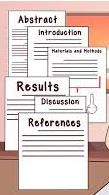 Abstract
Introduction
Materials and Methods
Results
Discussion
References